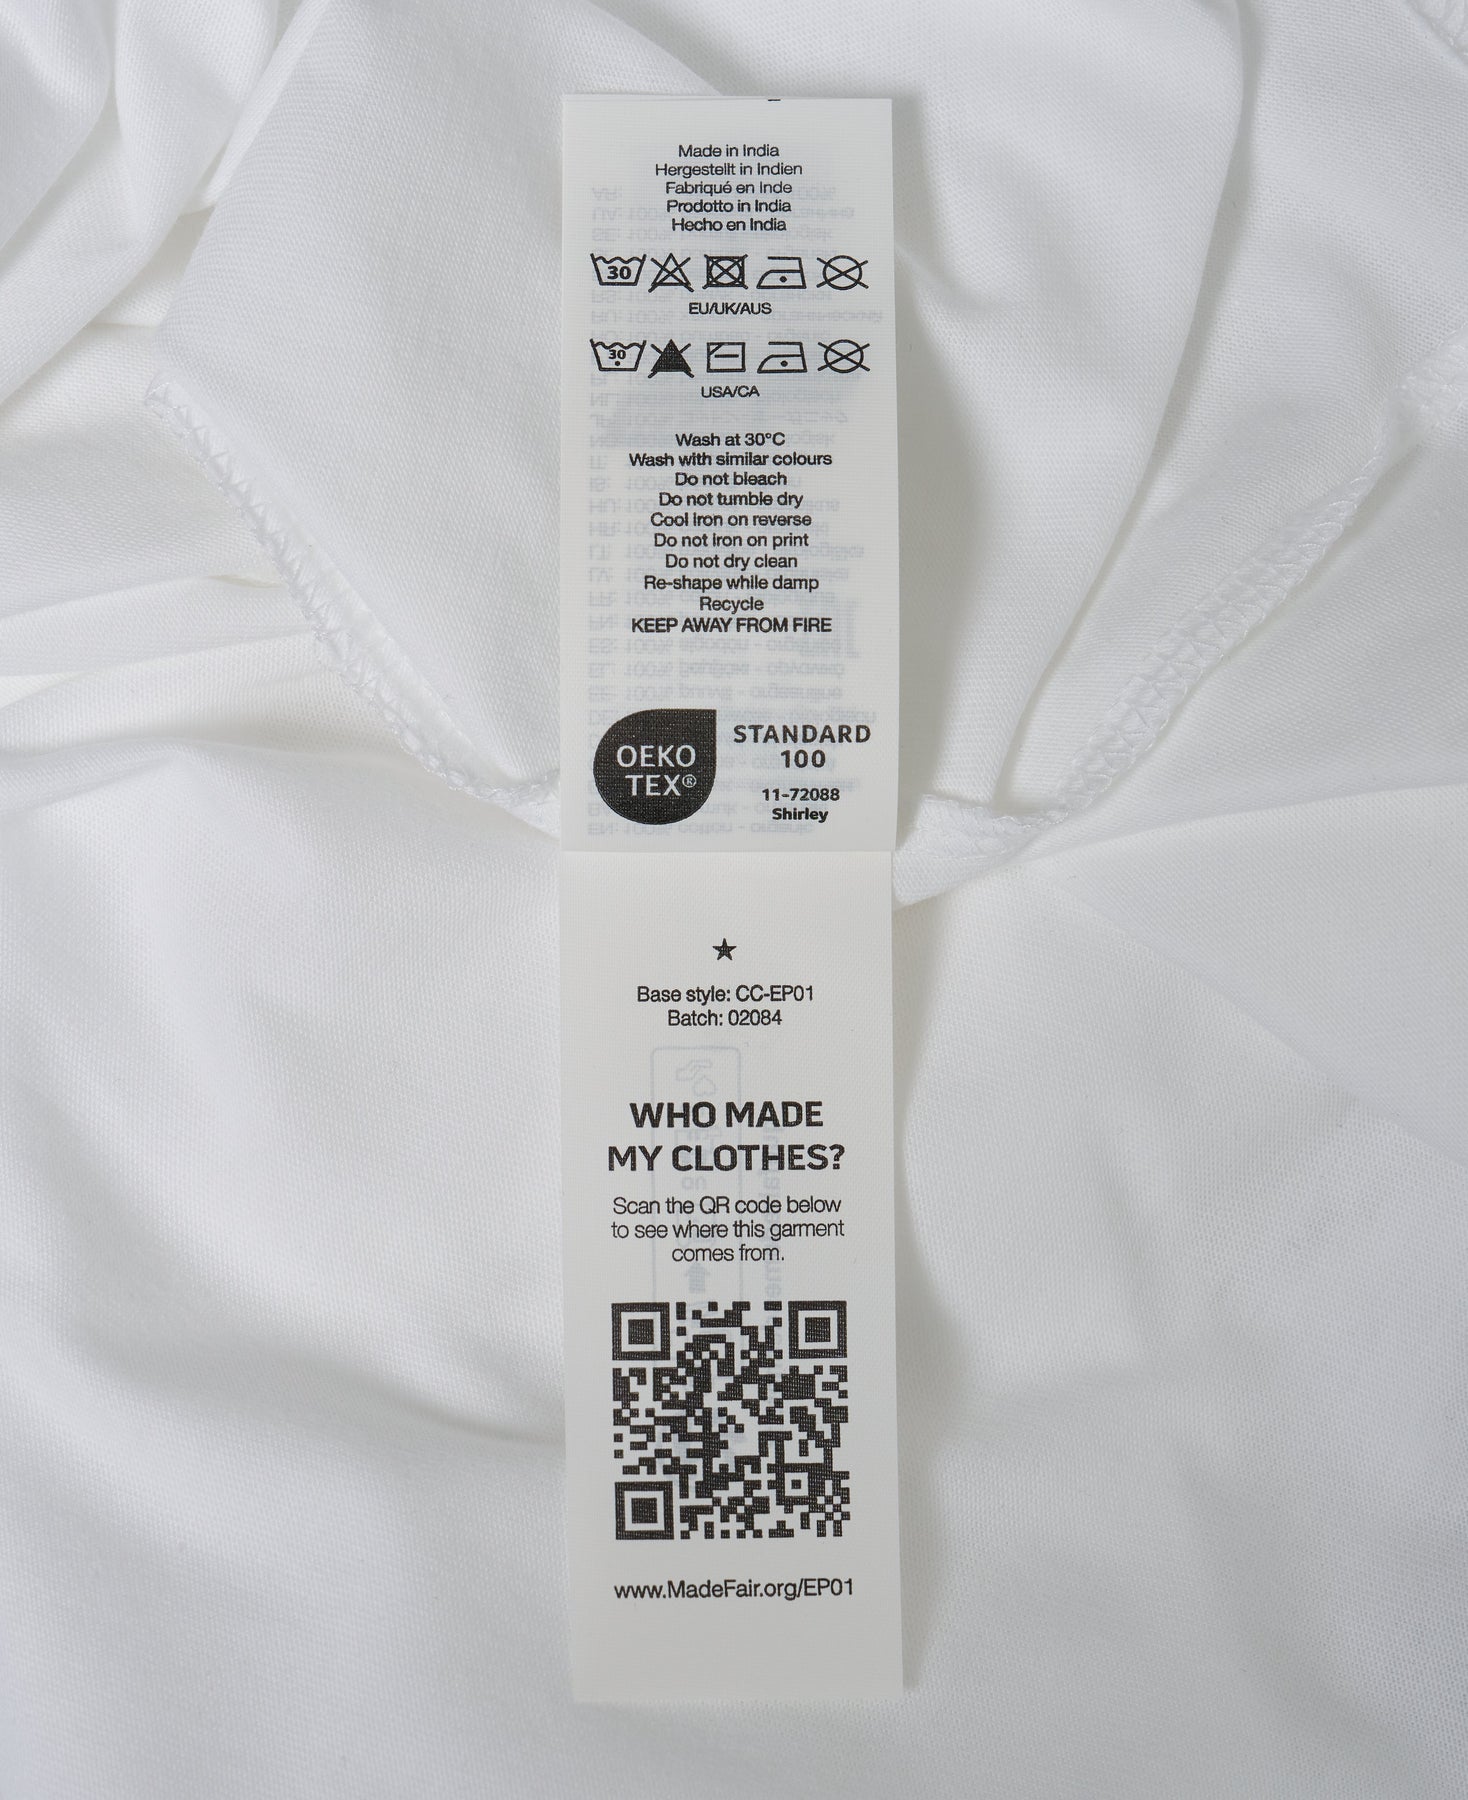 Made in India
Hergestellt in Indien
Fabriqué en Inde
Prodotto in India
Hecho en India
30
EU/UK/AUS
30
USA/CA
Wash at 30°C
Wash with similar colours
Do not bleach
Do not tumble dry
Cool iron on reverse
Do not iron on print
Do not dry clean
Re-shape while damp
Recycle
KEEP AWAY FROM FIRE
OEKO
TEX®
STANDARD
100
11-72088
Shirley
EN: 100% cotton - organic
Base style: CC-EP01
Batch: 02084
WHO MADE
MY CLOTHES?
Scan the QR code below
to see where this garment
comes from.
www.MadeFair.org/EP01